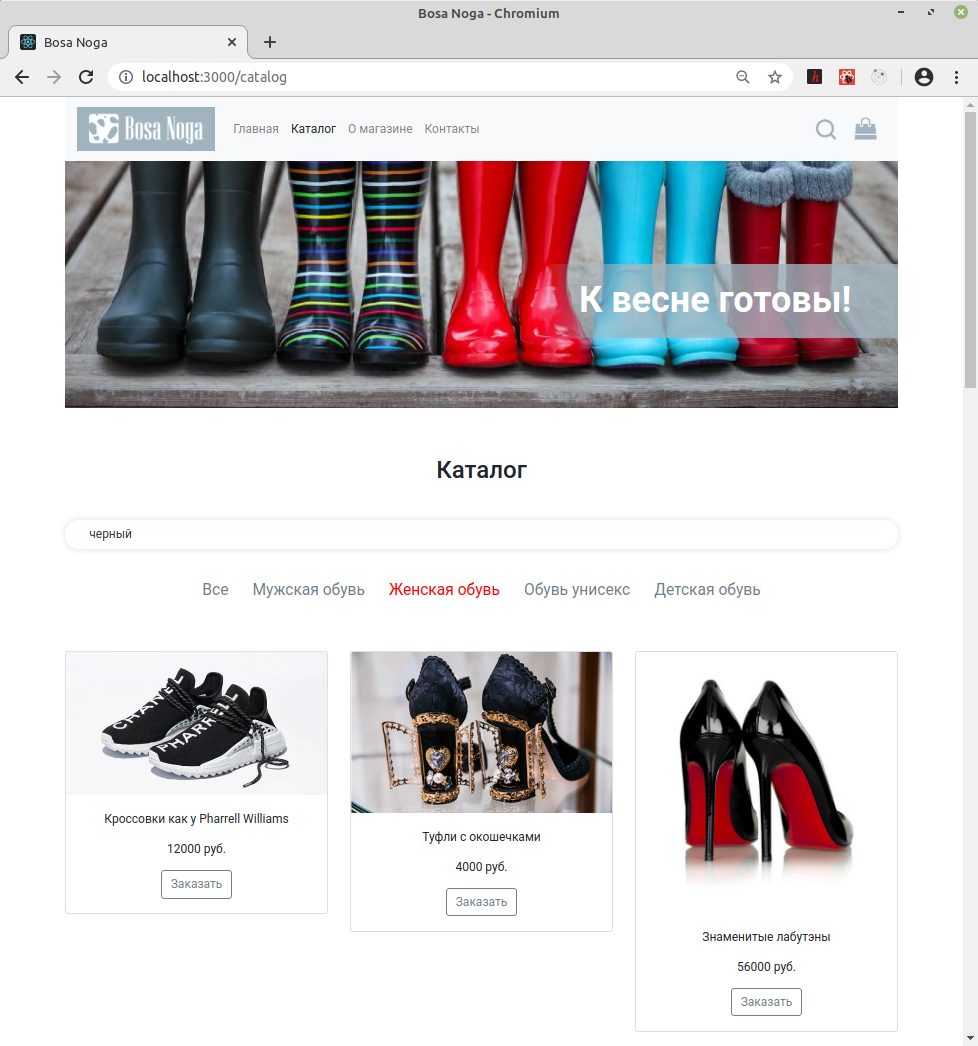 Bosa Noga - Chromium
Bosa Noga
localhost:3000/catalog
Bosa Noga Главная Каталог О магазине Контакты
К весне готовы!
Каталог
черный
Все Мужская обувь Женская обувь Обувь унисекс Детская обувь
CHANEL
PHARRE
Кроссовки как у Pharrell Williams
12000 руб.
Заказать
Туфли с окошечками
4000 руб.
Заказать
Знаменитые лабутэны
56000 руб.
Заказать